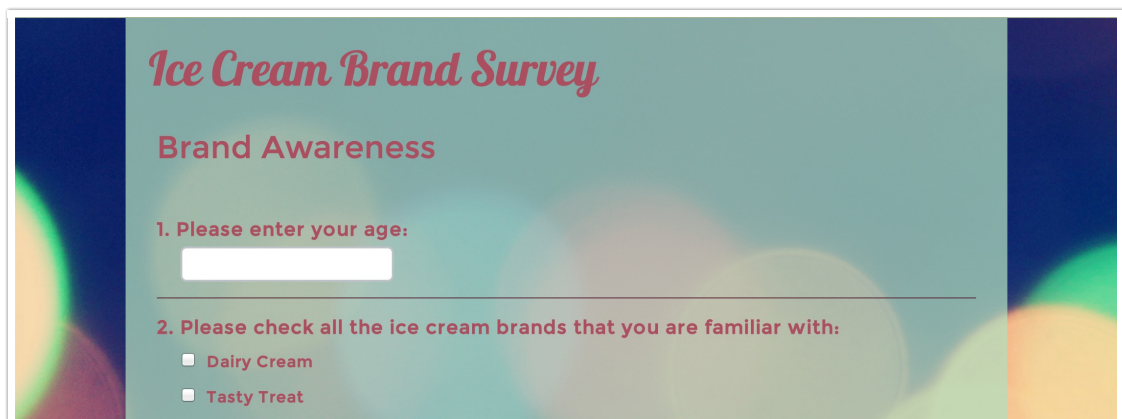 Ice Cream Brand Survey
Brand Awareness
1. Please enter your age:
2. Please check all the ice cream brands that you are familiar with:
Dairy Cream
Tasty Treat